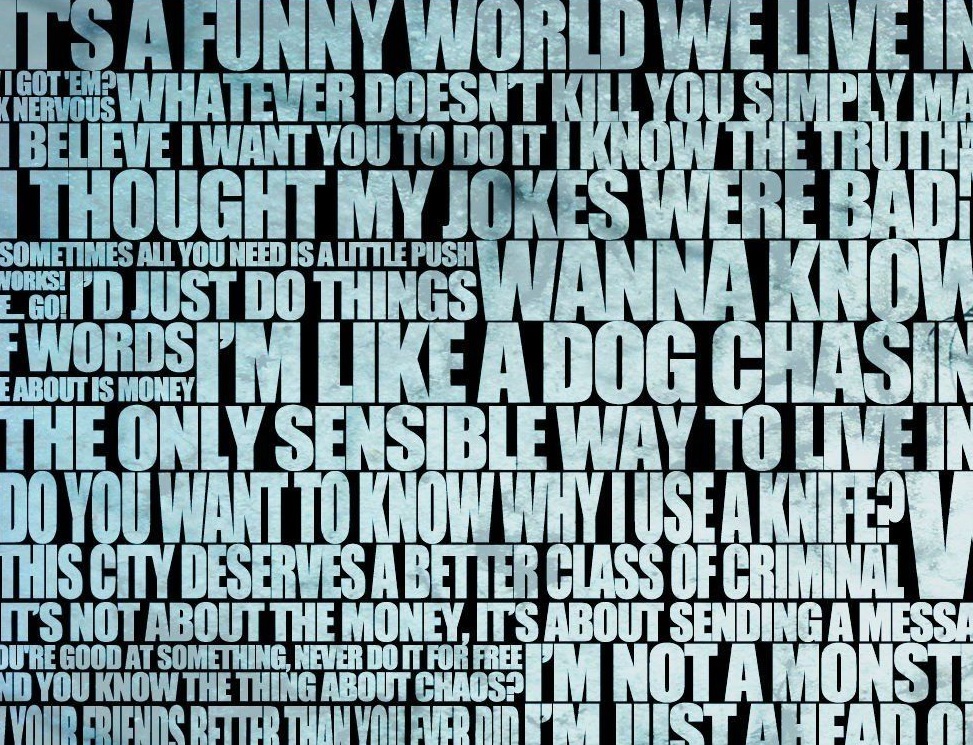 IT'S A FUNNY WORLD WE LIVE IN
I GOT 'EM?
K NERVOUS
WHATEVER DOESN'T KILL YOU SIMPLY MA
I BELIEVE I WANT YOU TO DO IT I KNOW THE TRUTH
I THOUGHT MY JOKES WERE BAD
SOMETIMES ALL YOU NEED IS A LITTLE PUSH
WANNA KNOW
WORKS!
E... GO!
I'D JUST DO THINGS
F WORDS
E ABOUT IS MONEY
I'M LIKE A DOG CHASIN
THE ONLY SENSIBLE WAY TO LIVE IN
DO YOU WANT TO KNOW WHY I USE A KNIFE?
THIS CITY DESERVES A BETTER CLASS OF CRIMINAL
IT'S NOT ABOUT THE MONEY, IT'S ABOUT SENDING A MESSA
OU'RE GOOD AT SOMETHING, NEVER DO IT FOR FREE
ND YOU KNOW THE THING ABOUT CHAOS?
I'M NOT A MONST
YOUR FRIENDS BETTER THAN YOU EVER DID
I'M JUST AHEAD O